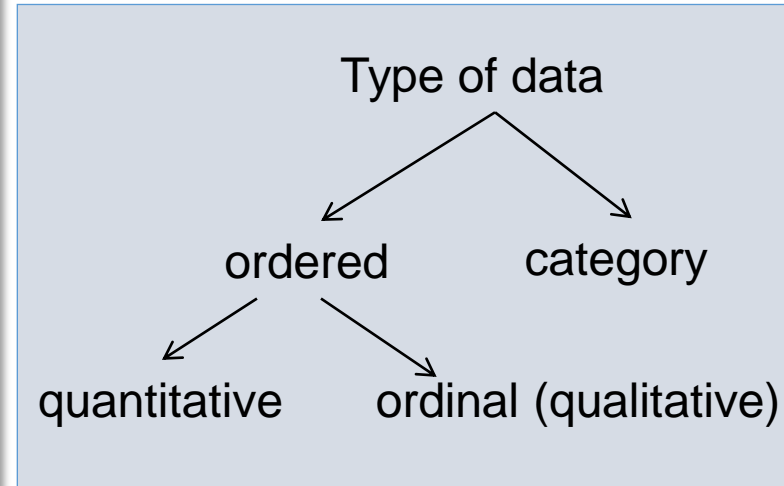 Type of data
ordered category
quantitative ordinal (qualitative)